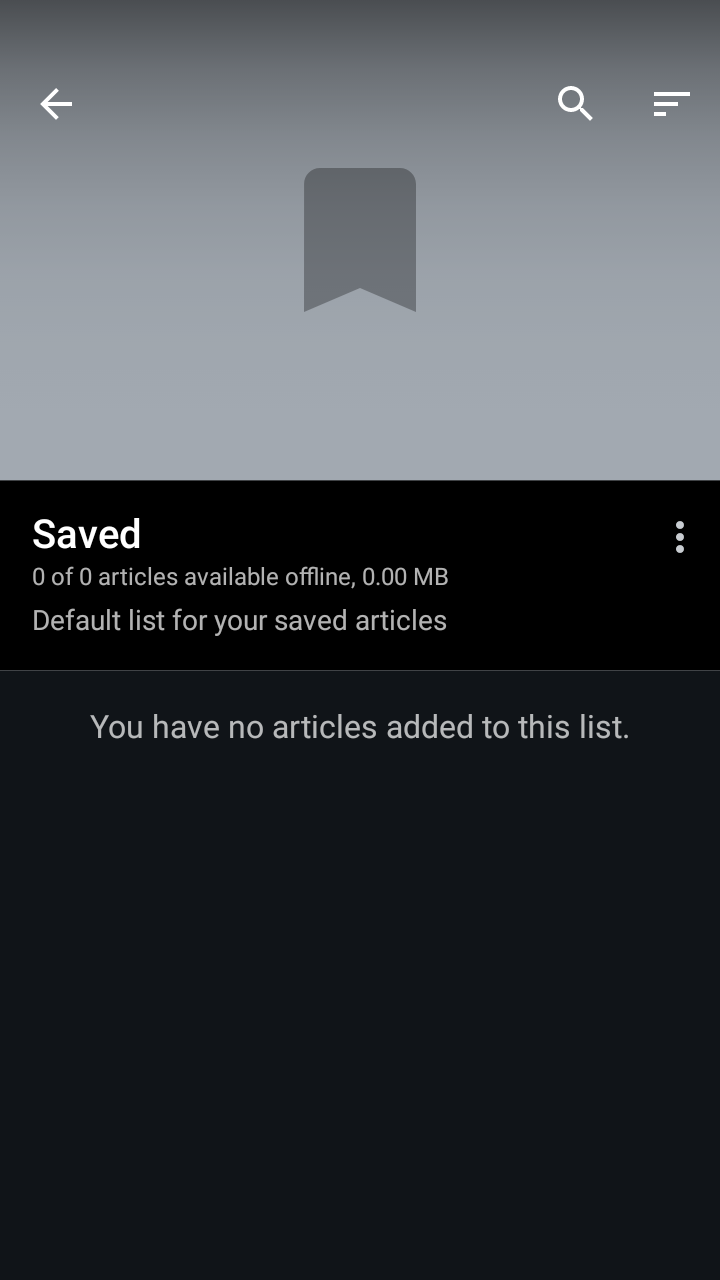 Saved
0 of 0 articles available offline, 0.00 MB
Default list for your saved articles
You have no articles added to this list.